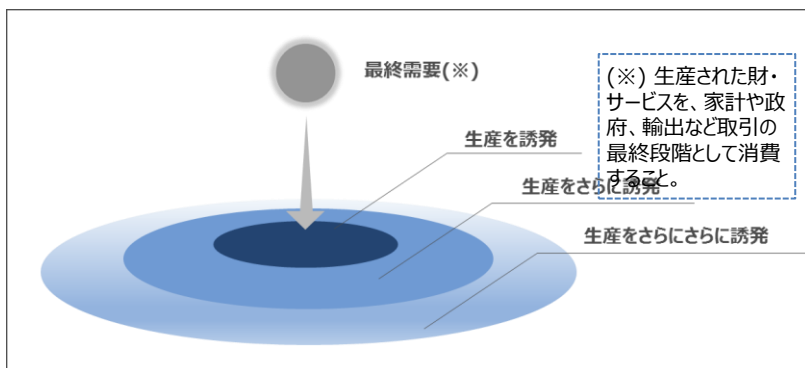 最終需要(※)
(※) 生産された財・
サービスを、家計や政
府、輸出など取引の
最終段階として消費
すること。
生産を誘発
生産をさらに誘発
生産をさらにさらに誘発